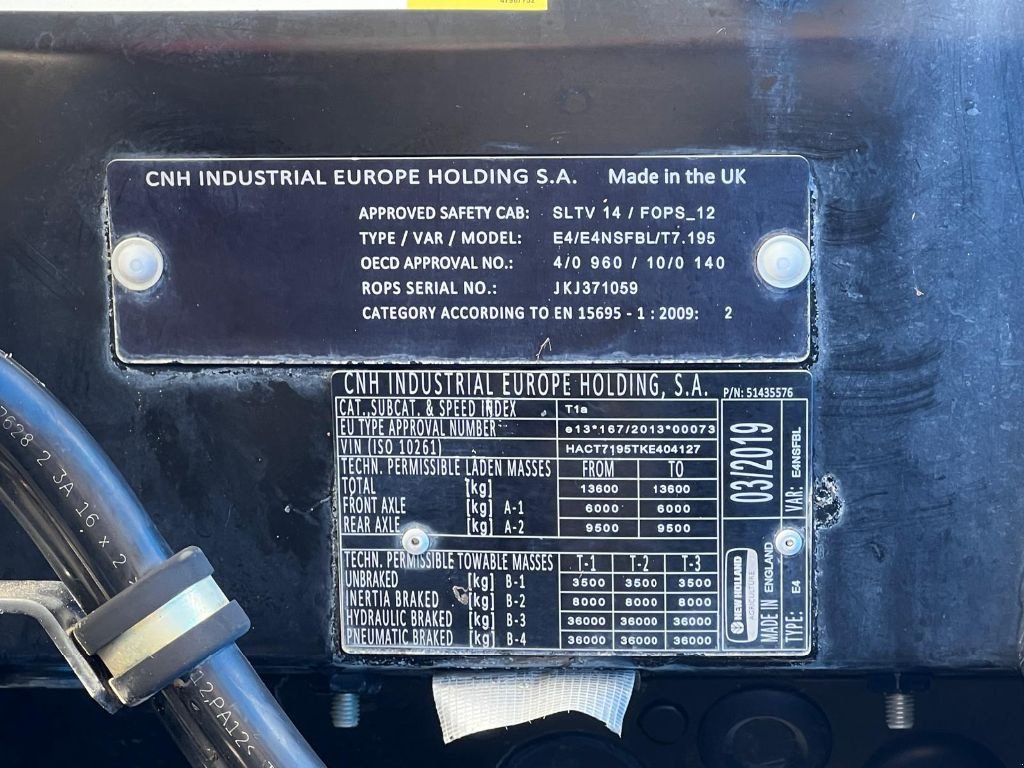 47967752
CNH INDUSTRIAL EUROPE HOLDING S.A. Made in the UK
APPROVED SAFETY CAB: SLTV 14 / FOPS_12
TYPE / VAR / MODEL: E4/E4NSFBL/T7.195
OECD APPROVAL NO.: 4/0 960 / 10/0 140
ROPS SERIAL NO.: JKJ371059
CATEGORY ACCORDING TO EN 15695 - 1 : 2009: 2
CNH INDUSTRIAL EUROPE HOLDING, S.A. P/N: 51435576
CAT.,SUBCAT. & SPEED INDEX T1a
EU TYPE APPROVAL NUMBER e13*167/2013*00073
VIN (ISO 10261) HACT7195TKE404127
TECHN. PERMISSIBLE LADEN MASSES FROM TO
TOTAL [kg] 13600 13600
FRONT AXLE [kg] A-1 6000 6000
REAR AXLE [kg] A-2 9500 9500
TECHN. PERMISSIBLE TOWABLE MASSES T-1 T-2 T-3
UNBRAKED [kg] B-1 3500 3500 3500
INERTIA BRAKED [kg] B-2 8000 8000 8000
HYDRAULIC BRAKED [kg] B-3 36000 36000 36000
PNEUMATIC BRAKED [kg] B-4 36000 36000 36000
03/2019
VAR: E4NSFBL
NEW HOLLAND
AGRICULTURE
MADE IN ENGLAND
TYPE: E4
7628 2 3A 16 x 2